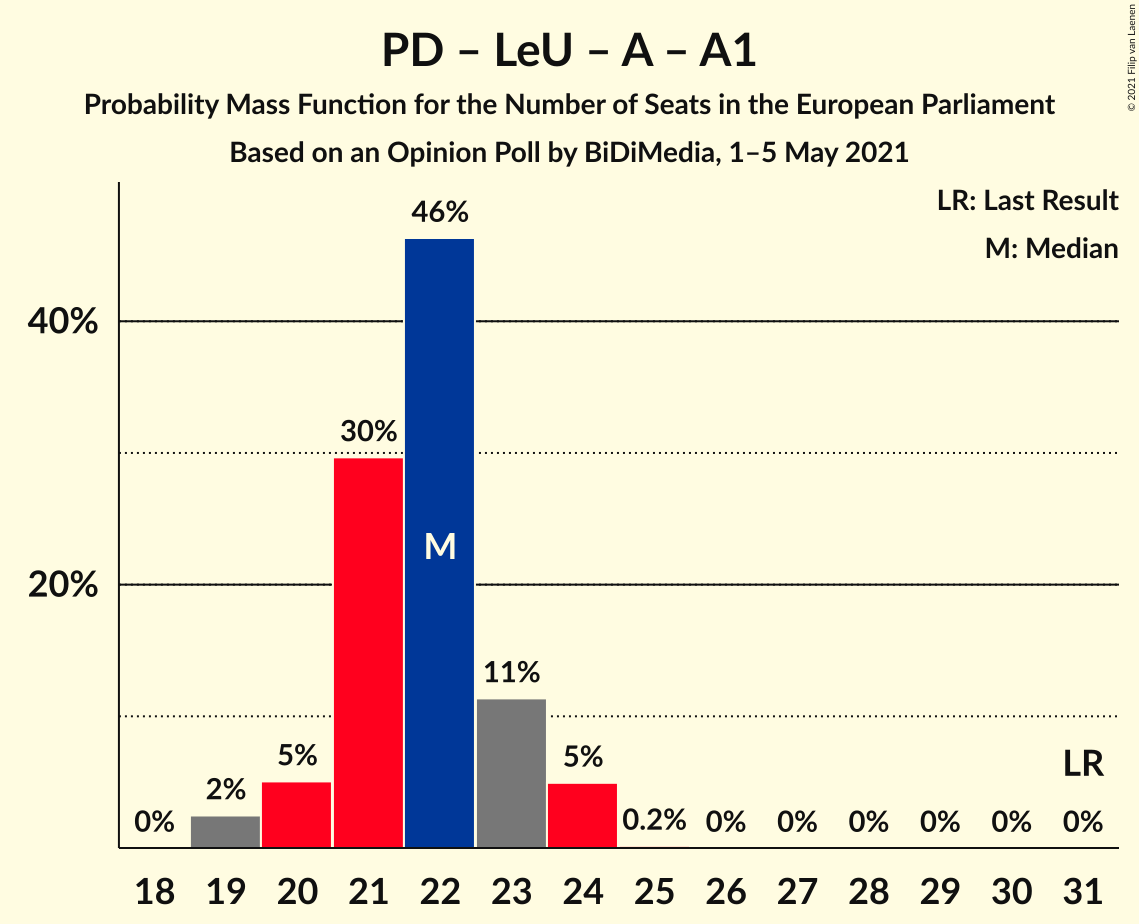 PD – LeU – A – A1
Probability Mass Function for the Number of Seats in the European Parliament
Based on an Opinion Poll by BiDiMedia, 1–5 May 2021
© 2021 Filip van Laenen
LR: Last Result
M: Median
46%
40%
30%
M
20%
11%
5%
5%
LR
2%
0%
0.2%
0%
0%
0%
0%
0%
0%
18 19 20 21 22 23 24 25 26 27 28 29 30 31